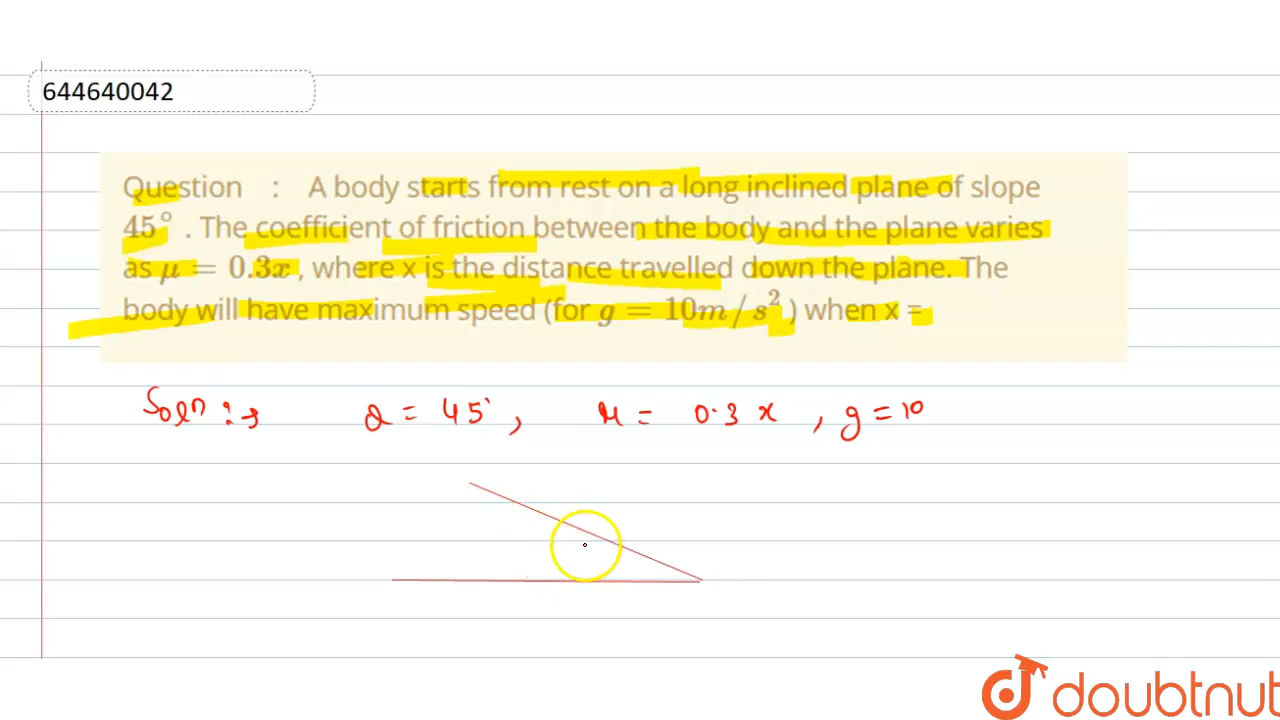 644640042
Question : A body starts from rest on a long inclined plane of slope
45° . The coefficient of friction between the body and the plane varies
as μ = 0.3x , where x is the distance travelled down the plane. The
body will have maximum speed (for g = 10m/s² ) when x =
Soln :→ α = 45°, μ = 0.3 x , g = 10
doubtnut